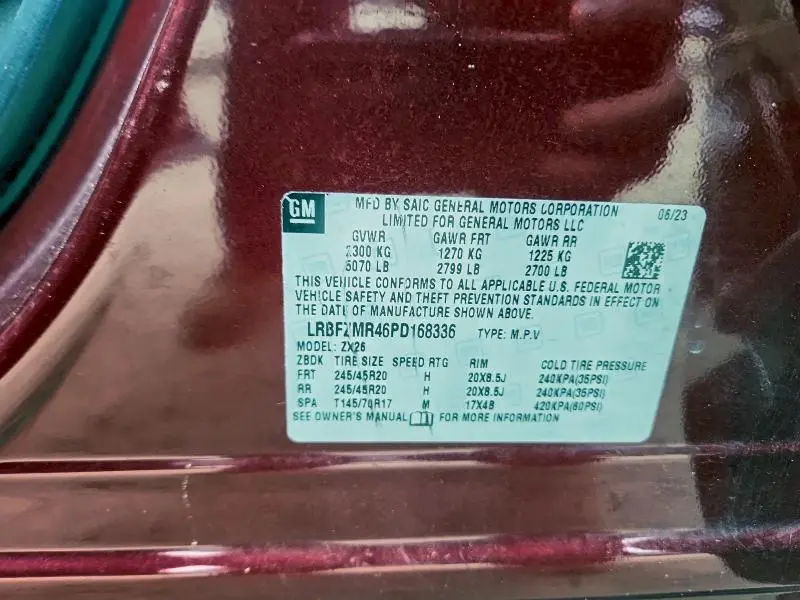 GM
MFD BY SAIC GENERAL MOTORS CORPORATION 06/23
LIMITED FOR GENERAL MOTORS LLC
GVWR GAWR FRT GAWR RR
2300 KG 1270 KG 1225 KG
5070 LB 2799 LB 2700 LB
THIS VEHICLE CONFORMS TO ALL APPLICABLE U.S. FEDERAL MOTOR
VEHICLE SAFETY AND THEFT PREVENTION STANDARDS IN EFFECT ON
THE DATE OF MANUFACTURE SHOWN ABOVE.
LRBFZMR46PD168336 TYPE: M.P.V
MODEL: ZX26
ZBDK TIRE SIZE SPEED RTG RIM COLD TIRE PRESSURE
FRT 245/45R20 H 20X8.5J 240KPA(35PSI)
RR 245/45R20 H 20X8.5J 240KPA(35PSI)
SPA T145/70R17 M 17X4B 420KPA(60PSI)
SEE OWNER'S MANUAL FOR MORE INFORMATION